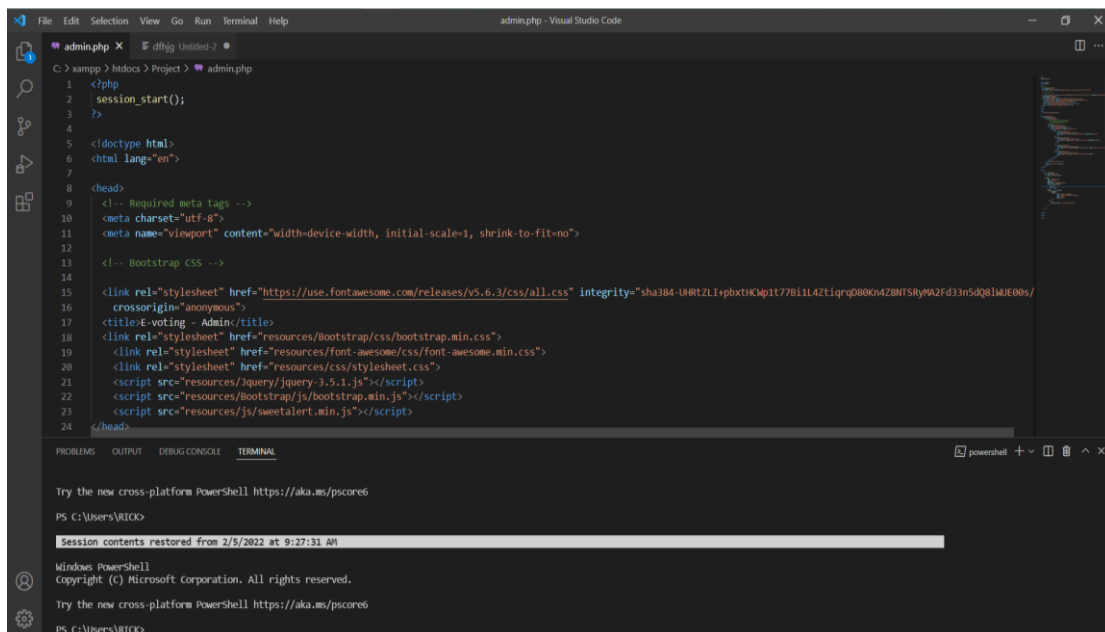 File Edit Selection View Go Run Terminal Help
admin.php - Visual Studio Code
admin.php
dfhjg Untitled-2
C: > xampp > htdocs > Project > admin.php
1 <?php
2 session_start();
3 ?>
4
5 <!doctype html>
6 <html lang="en">
7
8 <head>
9 <!-- Required meta tags -->
10 <meta charset="utf-8">
11 <meta name="viewport" content="width=device-width, initial-scale=1, shrink-to-fit=no">
12
13 <!-- Bootstrap CSS -->
14
15 <link rel="stylesheet" href="https://use.fontawesome.com/releases/v5.6.3/css/all.css" integrity="sha384-UHRtZLI+pbxtHCWp1t77Bi1L4ZtiqrqD80Kn4Z8NTSRyMA2Fd33n5dQ8lWUE00s/
16 crossorigin="anonymous">
17 <title>E-voting - Admin</title>
18 <link rel="stylesheet" href="resources/Bootstrap/css/bootstrap.min.css">
19 <link rel="stylesheet" href="resources/font-awesome/css/font-awesome.min.css">
20 <link rel="stylesheet" href="resources/css/stylesheet.css">
21 <script src="resources/Jquery/jquery-3.5.1.js"></script>
22 <script src="resources/Bootstrap/js/bootstrap.min.js"></script>
23 <script src="resources/js/sweetalert.min.js"></script>
24 </head>
PROBLEMS OUTPUT DEBUG CONSOLE TERMINAL
powershell
Try the new cross-platform PowerShell https://aka.ms/pscore6
PS C:\Users\RICK>
Session contents restored from 2/5/2022 at 9:27:31 AM
Windows PowerShell
Copyright (C) Microsoft Corporation. All rights reserved.
Try the new cross-platform PowerShell https://aka.ms/pscore6
PS C:\Users\RICK>